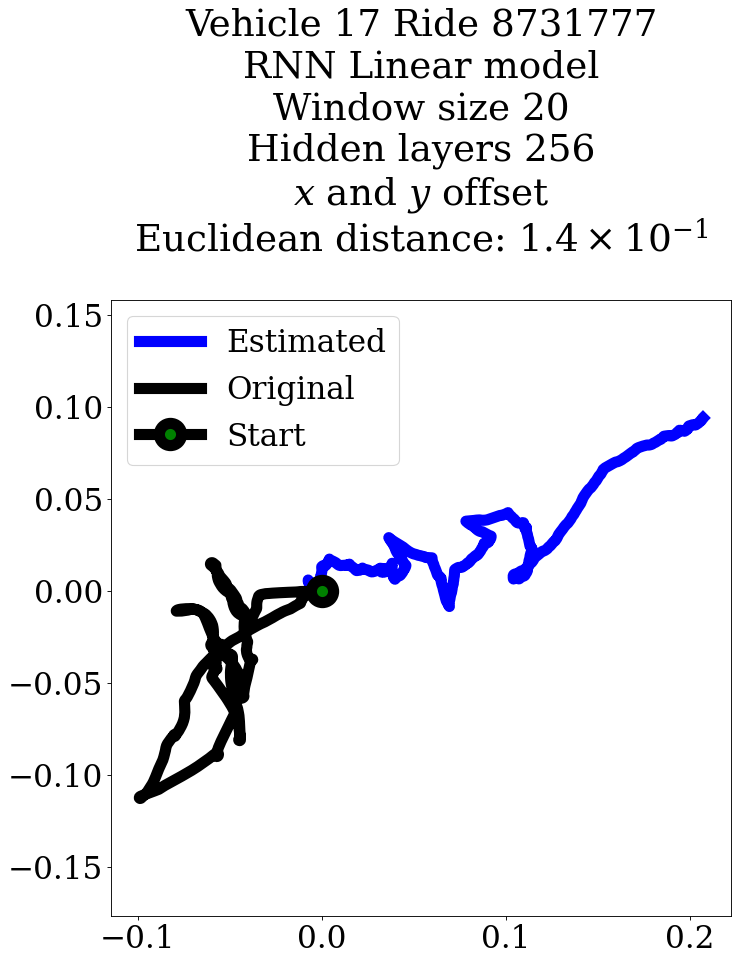 Vehicle 17 Ride 8731777
RNN Linear model
Window size 20
Hidden layers 256
x and y offset
Euclidean distance: 1.4 × 10⁻¹
Estimated
Original
Start
0.15
0.10
0.05
0.00
−0.05
−0.10
−0.15
−0.1
0.0
0.1
0.2